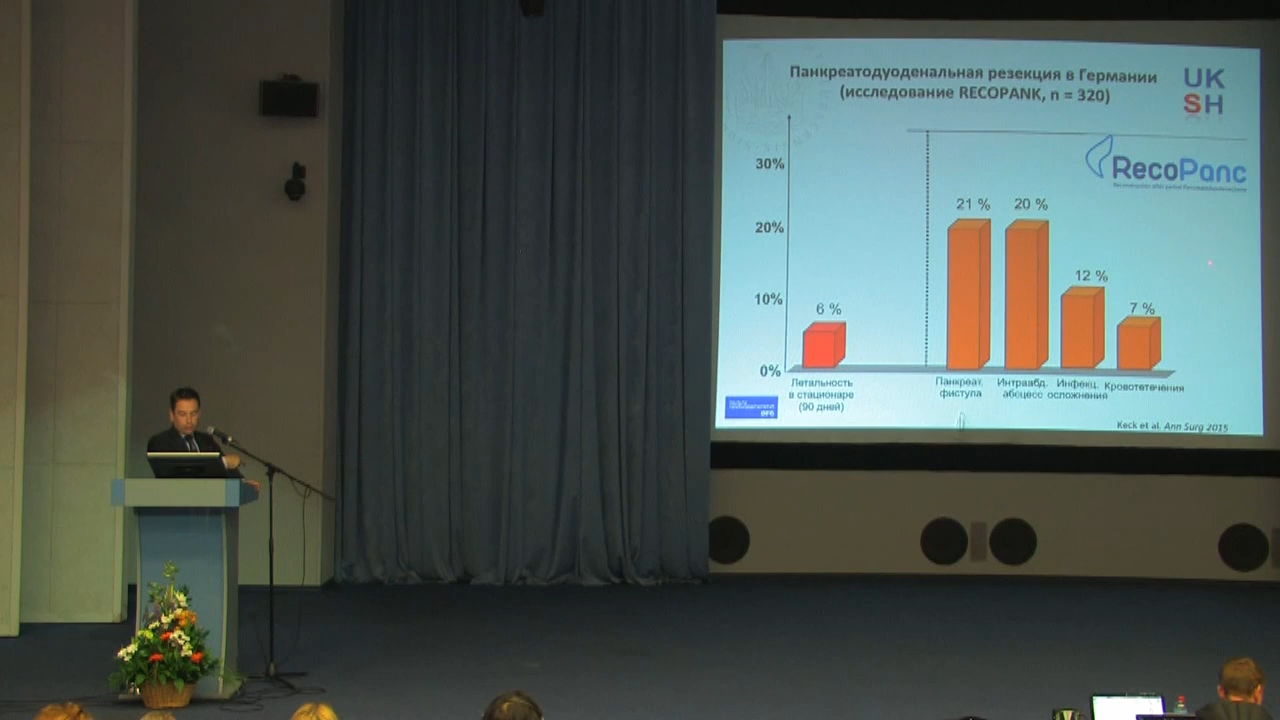 Панкреатодуоденальная резекция в Германии
(исследование RECOPANK, n = 320)
UK
SH
RecoPanc
30%
20%
10%
0%
6 %
21 %
20 %
12 %
7 %
Летальность
в стационаре
(90 дней)
Панкреат.
фистула
Интраабд.
абсцесс
Инфекц.
осложнения
Кровотетечения
Keck et al. Ann Surg 2015